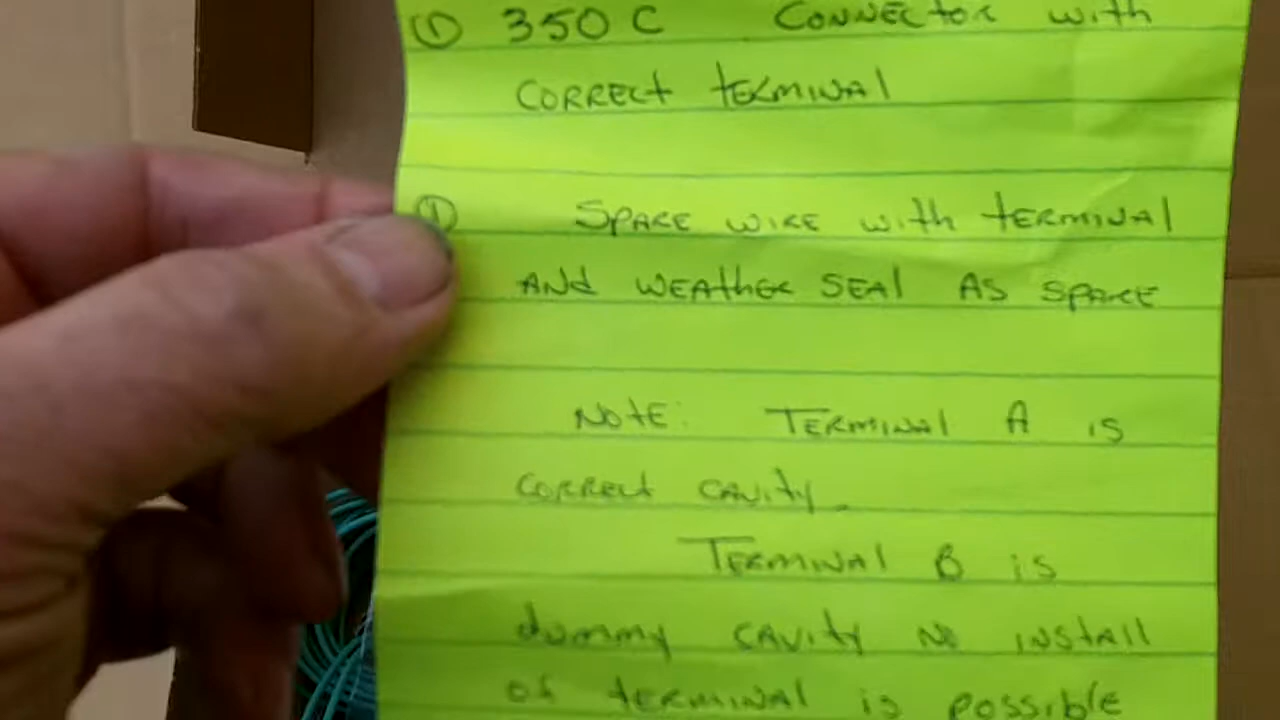 ① 350 C CONNECTOR with
CORRECT TERMINAL
① SPARE WIRE with TERMINAL
ANd WEAthER SEAl AS SPARE
NOtE: TERMINAl A is
CORRECt CAVity
TERMINAl B is
dummy CAVITY NO INSTAll
of TERMINAl is possible